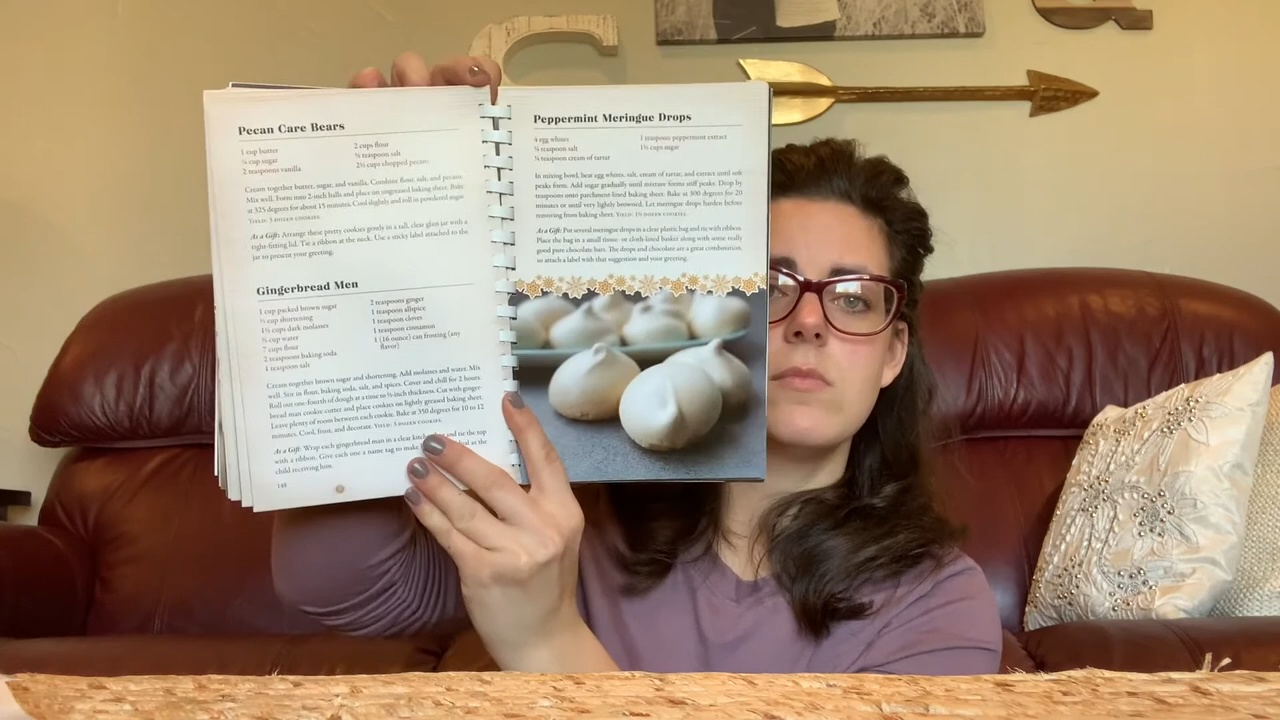 Pecan Care Bears
1 cup butter
¼ cup sugar
2 teaspoons vanilla
2 cups flour
¼ teaspoon salt
2½ cups chopped pecans
Cream together butter, sugar, and vanilla. Combine flour, salt, and pecans.
Mix well. Form into 2-inch balls and place on ungreased baking sheet. Bake
at 325 degrees for about 15 minutes. Cool slightly and roll in powdered sugar.
YIELD: 3 DOZEN COOKIES.
As a Gift: Arrange these pretty cookies gently in a tall, clear glass jar with a
tight-fitting lid. Tie a ribbon at the neck. Use a sticky label attached to the
jar to present your greeting.
Gingerbread Men
1 cup packed brown sugar
⅓ cup shortening
1½ cups dark molasses
⅔ cup water
7 cups flour
2 teaspoons baking soda
1 teaspoon salt
2 teaspoons ginger
1 teaspoon allspice
1 teaspoon cloves
1 teaspoon cinnamon
1 (16 ounce) can frosting (any
flavor)
Cream together brown sugar and shortening. Add molasses and water. Mix
well. Stir in flour, baking soda, salt, and spices. Cover and chill for 2 hours.
Roll out one-fourth of dough at a time to ½-inch thickness. Cut with ginger-
bread man cookie cutter and place cookies on lightly greased baking sheet.
Leave plenty of room between each cookie. Bake at 350 degrees for 10 to 12
minutes. Cool, frost, and decorate. YIELD: 3 DOZEN COOKIES.
As a Gift: Wrap each gingerbread man in a clear and tie the top
with a ribbon. Give each one a name tag to make as the
child receiving him.
148
Peppermint Meringue Drops
4 egg whites
¼ teaspoon salt
¼ teaspoon cream of tartar
1 teaspoon peppermint extract
1½ cups sugar
In mixing bowl, beat egg whites, salt, cream of tartar, and extract until soft
peaks form. Add sugar gradually until mixture forms stiff peaks. Drop by
teaspoons onto parchment-lined baking sheet. Bake at 300 degrees for 20
minutes or until very lightly browned. Let meringue drops harden before
removing from baking sheet. YIELD: 1½ DOZEN COOKIES.
As a Gift: Put several meringue drops in a clear plastic bag and tie with ribbon.
Place the bag in a small tissue- or cloth-lined basket along with some really
good pure chocolate bars. The drops and chocolate are a great combination,
so attach a label with that suggestion and your greeting.